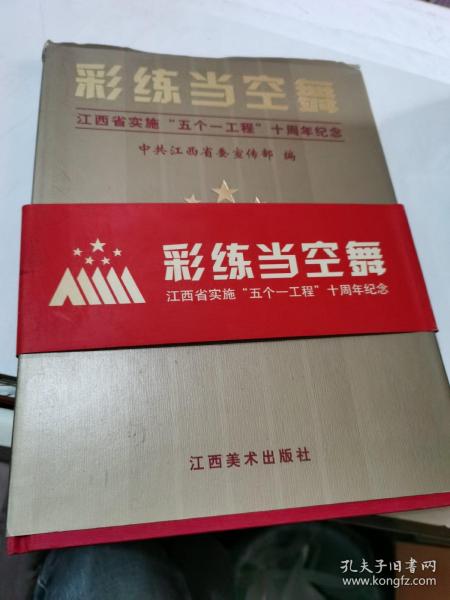 彩练当空舞
江西省实施“五个一工程”十周年纪念
中共江西省委宣传部 编
彩练当空舞
江西省实施“五个一工程”十周年纪念
江西美术出版社
孔夫子旧书网
www.kongfz.com